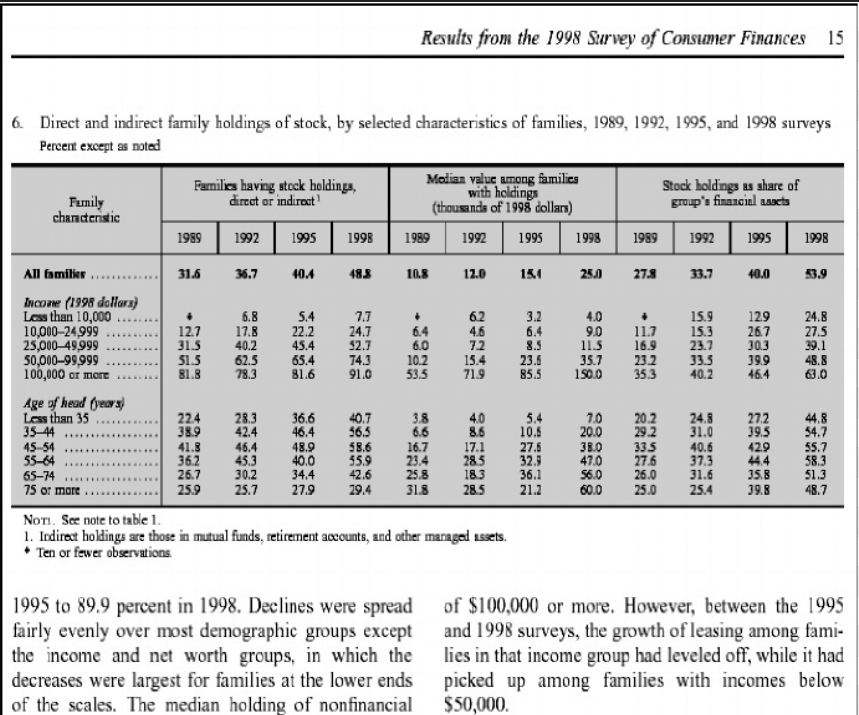 Results from the 1998 Survey of Consumer Finances 15
6. Direct and indirect family holdings of stock, by selected characteristics of families, 1989, 1992, 1995, and 1998 surveys
Percent except as noted
Family characteristic
Families having stock holdings, direct or indirect¹
Median value among families with holdings (thousands of 1998 dollars)
Stock holdings as share of group's financial assets
1989 1992 1995 1998 1989 1992 1995 1998 1989 1992 1995 1998
All families ............. 31.6 36.7 40.4 48.8 10.8 12.0 15.4 25.0 27.8 33.7 40.0 53.9
Income (1998 dollars)
Less than 10,000 ........ * 6.8 5.4 7.7 * 6.2 3.2 4.0 * 15.9 12.9 24.8
10,000–24,999 .......... 12.7 17.8 22.2 24.7 6.4 4.6 6.4 9.0 11.7 15.3 26.7 27.5
25,000–49,999 .......... 31.5 40.2 45.4 52.7 6.0 7.2 8.5 11.5 16.9 23.7 30.3 39.1
50,000–99,999 .......... 51.5 62.5 65.4 74.3 10.2 15.4 23.6 35.7 23.2 33.5 39.9 48.8
100,000 or more ........ 81.8 78.3 81.6 91.0 53.5 71.9 85.5 150.0 35.3 40.2 46.4 63.0
Age of head (years)
Less than 35 ............ 22.4 28.3 36.6 40.7 3.8 4.0 5.4 7.0 20.2 24.8 27.2 44.8
35–44 .................. 38.9 42.4 46.4 56.5 6.6 8.6 10.6 20.0 29.2 31.0 39.5 54.7
45–54 .................. 41.8 46.4 48.9 58.6 16.7 17.1 27.6 38.0 33.5 40.6 42.9 55.7
55–64 .................. 36.2 45.3 40.0 55.9 23.4 28.5 32.9 47.0 27.6 37.3 44.4 58.3
65–74 .................. 26.7 30.2 34.4 42.6 25.8 18.3 36.1 56.0 26.0 31.6 35.8 51.3
75 or more .............. 25.9 25.7 27.9 29.4 31.8 28.5 21.2 60.0 25.0 25.4 39.8 48.7
NOTE. See note to table 1.
1. Indirect holdings are those in mutual funds, retirement accounts, and other managed assets.
* Ten or fewer observations.
1995 to 89.9 percent in 1998. Declines were spread
fairly evenly over most demographic groups except
the income and net worth groups, in which the
decreases were largest for families at the lower ends
of the scales. The median holding of nonfinancial
of $100,000 or more. However, between the 1995
and 1998 surveys, the growth of leasing among fami-
lies in that income group had leveled off, while it had
picked up among families with incomes below
$50,000.